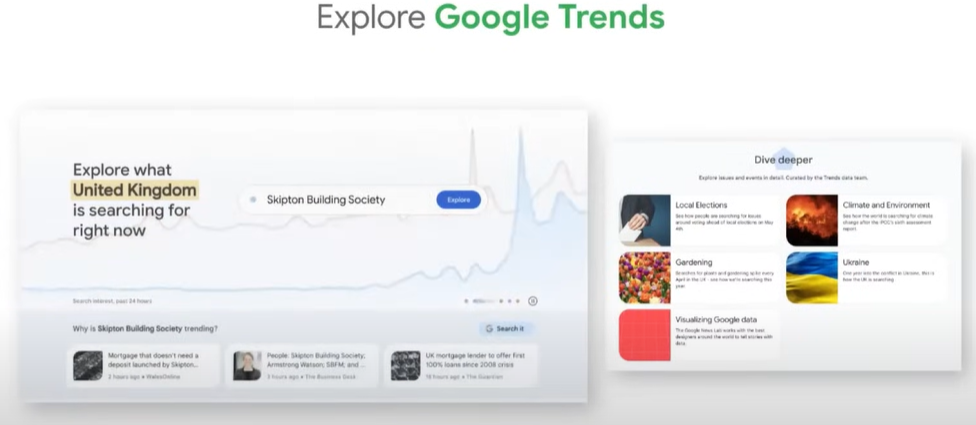 Explore Google Trends
Explore what
United Kingdom
is searching for
right now
Skipton Building Society
Explore
Search interest, past 24 hours
Why is Skipton Building Society trending?
Search it
Mortgage that doesn't need a
deposit launched by Skipton...
2 hours ago • WalesOnline
People: Skipton Building Society;
Armstrong Watson; SBFM; and ...
3 hours ago • The Business Desk
UK mortgage lender to offer first
100% loans since 2008 crisis
19 hours ago • The Guardian
Dive deeper
Explore issues and events in detail. Curated by the Trends data team.
Local Elections
See how people are searching for issues
around voting ahead of local elections on May
4th.
Climate and Environment
See how the world is searching for climate
change after the IPCC's sixth assessment
report.
Gardening
Searches for plants and gardening up be every
April in the UK - see how we're searching this
year.
Ukraine
One year into the conflict in Ukraine, this is
how the UK is searching
Visualizing Google data
The Google News Lab works with the best
designers around the world to tell stories with
data